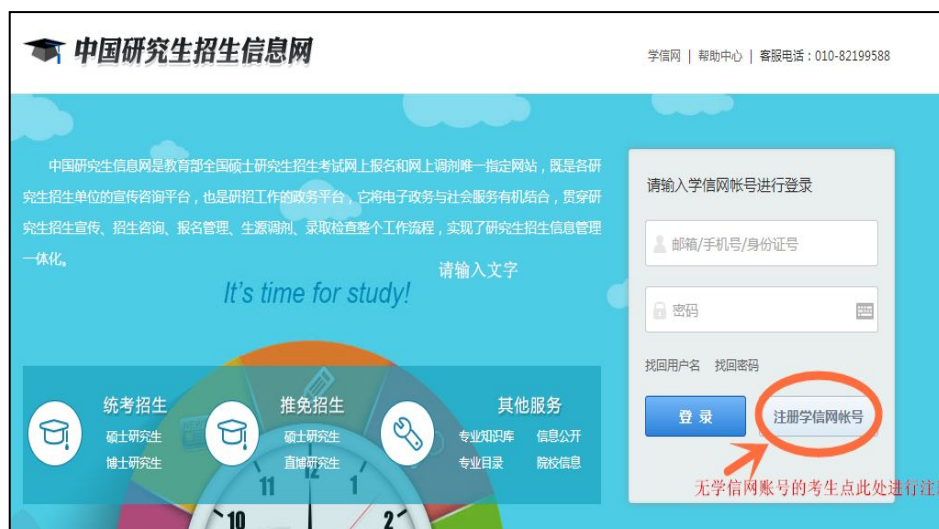 中国研究生招生信息网
学信网 | 帮助中心 | 客服电话：010-82199588
中国研究生信息网是教育部全国硕士研究生招生考试网上报名和网上调剂唯一指定网站，既是各研
究生招生单位的宣传咨询平台，也是研招工作的政务平台，它将电子政务与社会服务有机结合，贯穿研
究生招生宣传、招生咨询、报名管理、生源调剂、录取检查整个工作流程，实现了研究生招生信息管理
一体化。
请输入文字
It's time for study!
统考招生
硕士研究生
博士研究生
推免招生
硕士研究生
直博研究生
其他服务
专业知识库 信息公开
专业目录 院校信息
11 12 1
10 2
请输入学信网帐号进行登录
邮箱/手机号/身份证号
密码
找回用户名 找回密码
登 录
注册学信网帐号
无学信网账号的考生点此处进行注